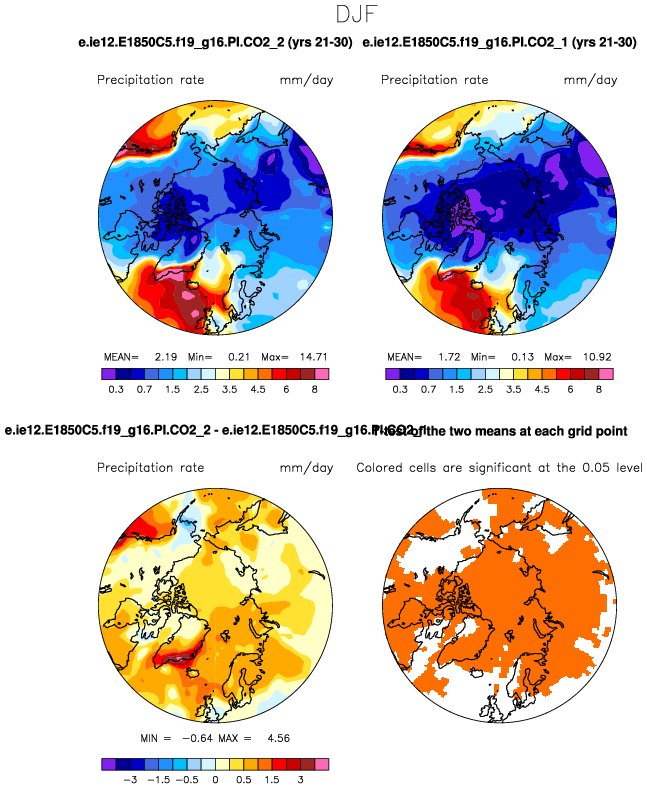 DJF
e.ie12.E1850C5.f19_g16.PI.CO2_2 (yrs 21-30) e.ie12.E1850C5.f19_g16.PI.CO2_1 (yrs 21-30)
Precipitation rate mm/day Precipitation rate mm/day
MEAN= 2.19 Min= 0.21 Max= 14.71 MEAN= 1.72 Min= 0.13 Max= 10.92
0.3 0.7 1.5 2.5 3.5 4.5 6 8 0.3 0.7 1.5 2.5 3.5 4.5 6 8
e.ie12.E1850C5.f19_g16.PI.CO2_2 - e.ie12.E1850C5.f19_g16.PI.CO2_1 T-test of the two means at each grid point
Precipitation rate mm/day Colored cells are significant at the 0.05 level
MIN = -0.64 MAX = 4.56
-3 -1.5 -0.5 0 0.5 1.5 3